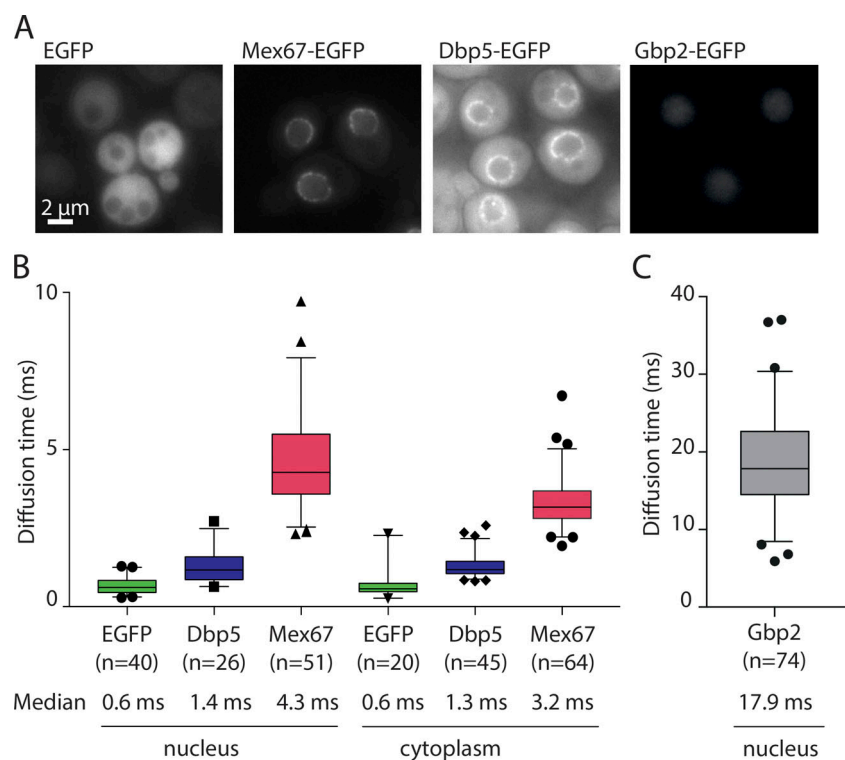 A
EGFP Mex67-EGFP Dbp5-EGFP Gbp2-EGFP
2 µm
B
Diffusion time (ms)
10
5
0
EGFP Dbp5 Mex67 EGFP Dbp5 Mex67
(n=40) (n=26) (n=51) (n=20) (n=45) (n=64)
Median 0.6 ms 1.4 ms 4.3 ms 0.6 ms 1.3 ms 3.2 ms
nucleus cytoplasm
C
Diffusion time (ms)
40
30
20
10
0
Gbp2
(n=74)
17.9 ms
nucleus